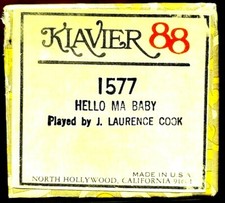 KLAVIER 88
1577
HELLO MA BABY
Played by J. LAURENCE COOK
MADE IN U.S.A.
NORTH HOLLYWOOD, CALIFORNIA